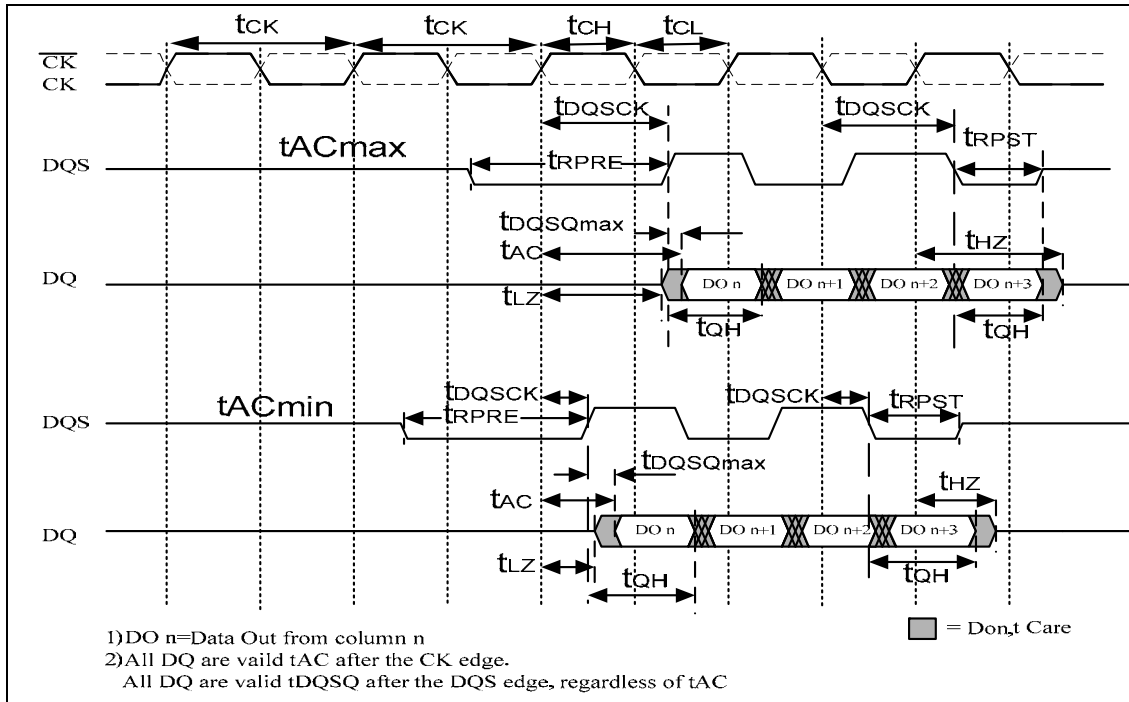 tCK tCK tCH tCL
CK
CK
tDQSCK tDQSCK
tACmax tRPST
DQS tRPRE
tDQSQmax
tAC tHZ
DQ DO n DO n+1 DO n+2 DO n+3
tLZ
tQH tQH
tDQSCK tDQSCK
tACmin tRPRE tRPST
DQS
tDQSQmax
tAC tHZ
DQ DO n DO n+1 DO n+2 DO n+3
tLZ
tQH tQH
1)DO n=Data Out from column n
= Don,t Care
2)All DQ are vaild tAC after the CK edge.
All DQ are valid tDQSQ after the DQS edge, regardless of tAC